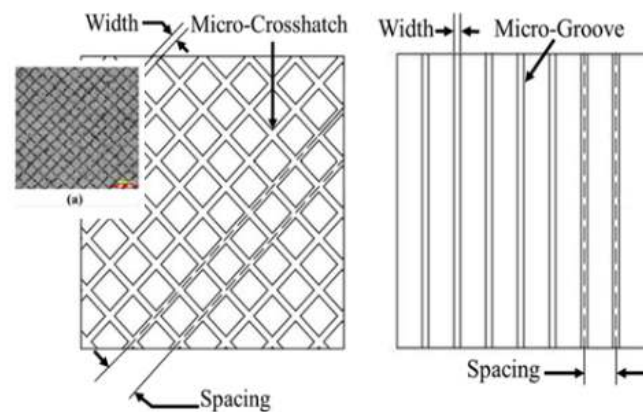 Width
Micro-Crosshatch
(a)
Spacing
Width
Micro-Groove
Spacing